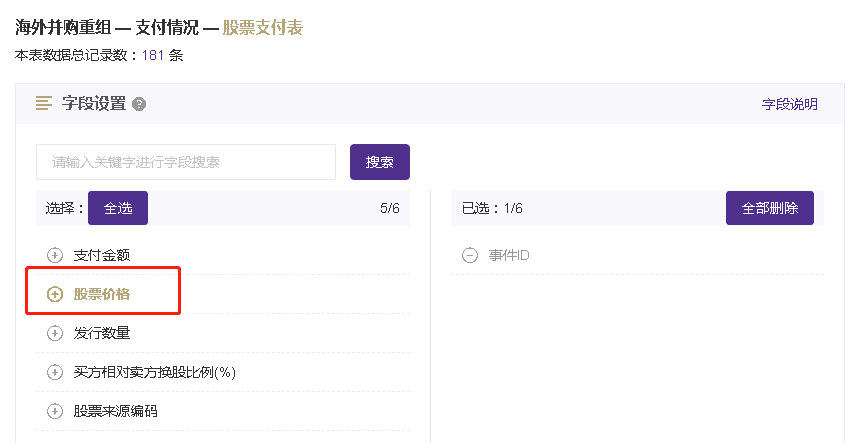 海外并购重组 — 支付情况 — 股票支付表
本表数据总记录数：181 条
字段设置 ? 字段说明
请输入关键字进行字段搜索 搜索
选择： 全选 5/6 已选：1/6 全部删除
支付金额 事件ID
股票价格
发行数量
买方相对卖方换股比例(%)
股票来源编码